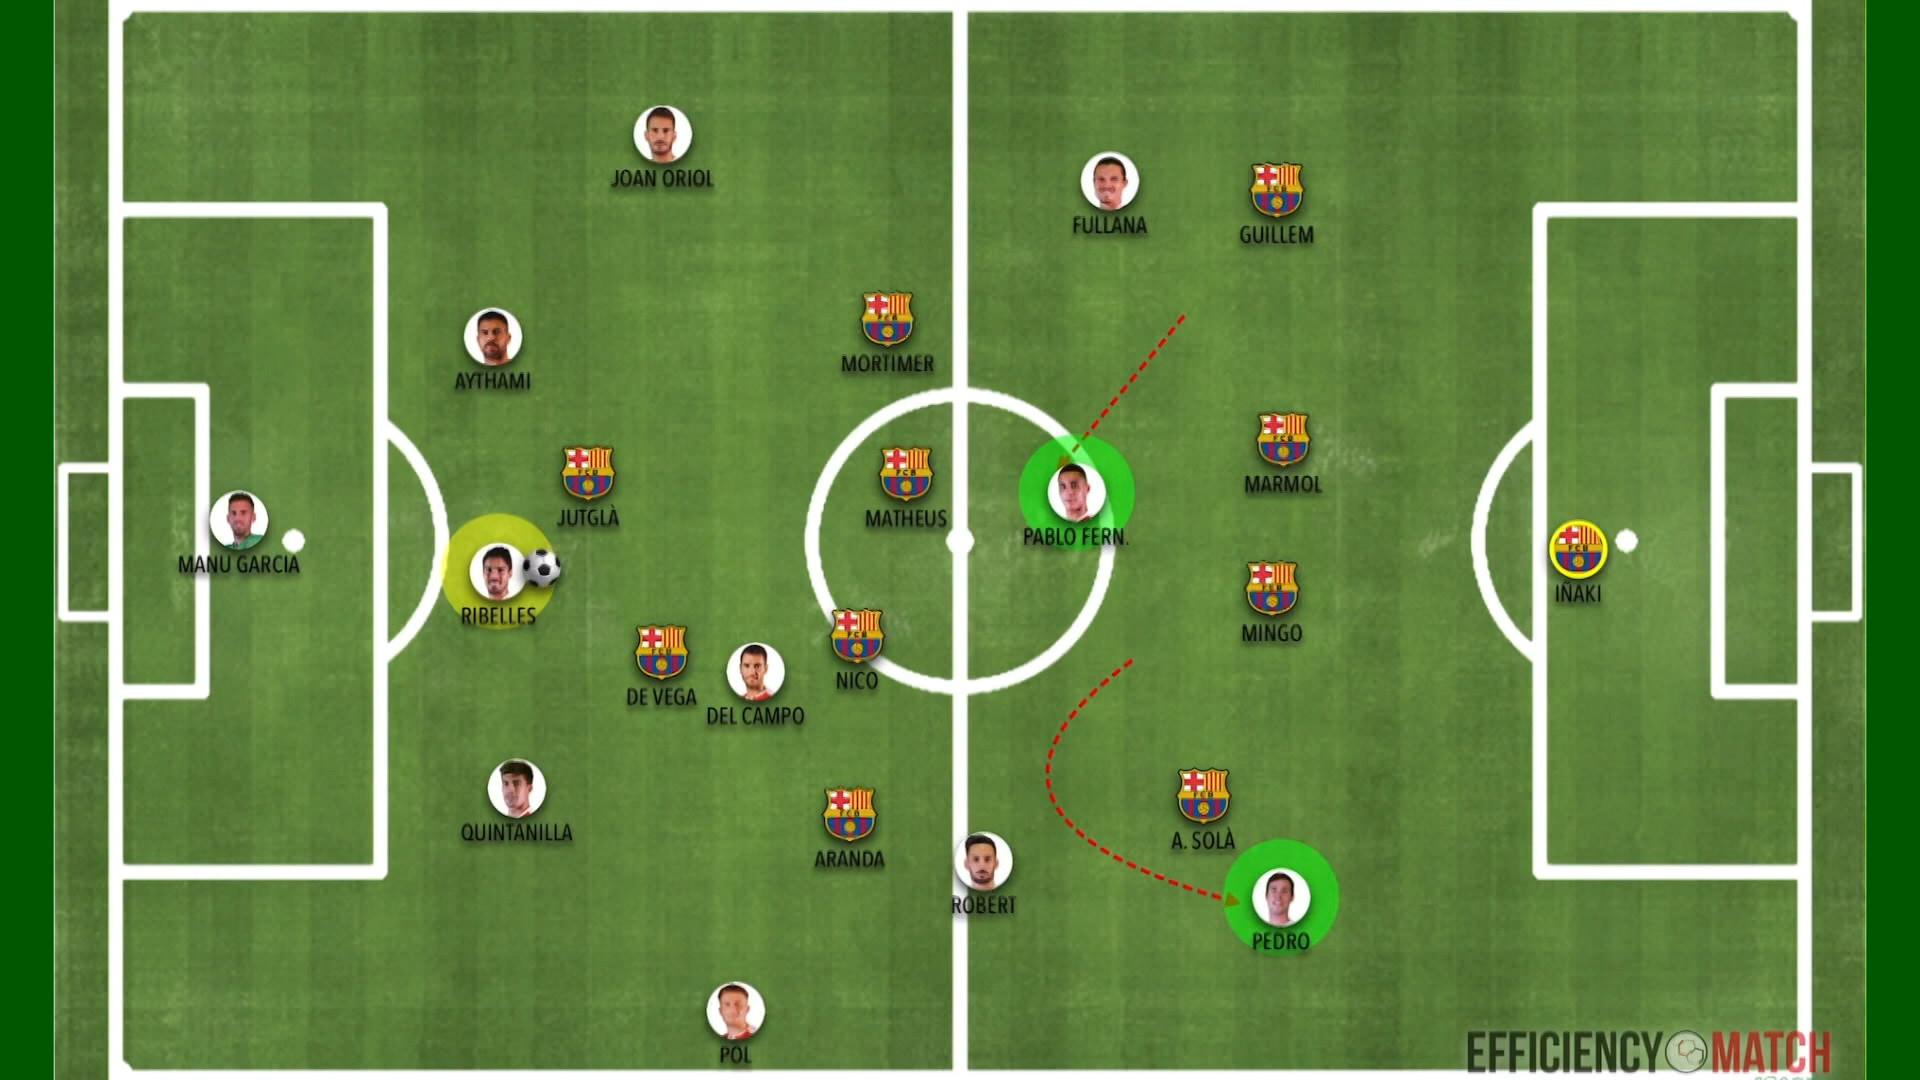 JOAN ORIOL
FULLANA
GUILLEM
MORTIMER
AYTHAMI
MARMOL
JUTGLÀ
MATHEUS
PABLO FERN.
MANU GARCIA
IÑAKI
RIBELLES
MINGO
NICO
DE VEGA
DEL CAMPO
QUINTANILLA
A. SOLÀ
ARANDA
ROBERT
PEDRO
POL
EFFICIENCY MATCH